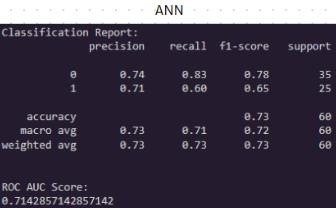 ANN
Classification Report:
precision recall f1-score support
0 0.74 0.83 0.78 35
1 0.71 0.60 0.65 25
accuracy 0.73 60
macro avg 0.73 0.71 0.72 60
weighted avg 0.73 0.73 0.73 60
ROC AUC Score:
0.7142857142857142